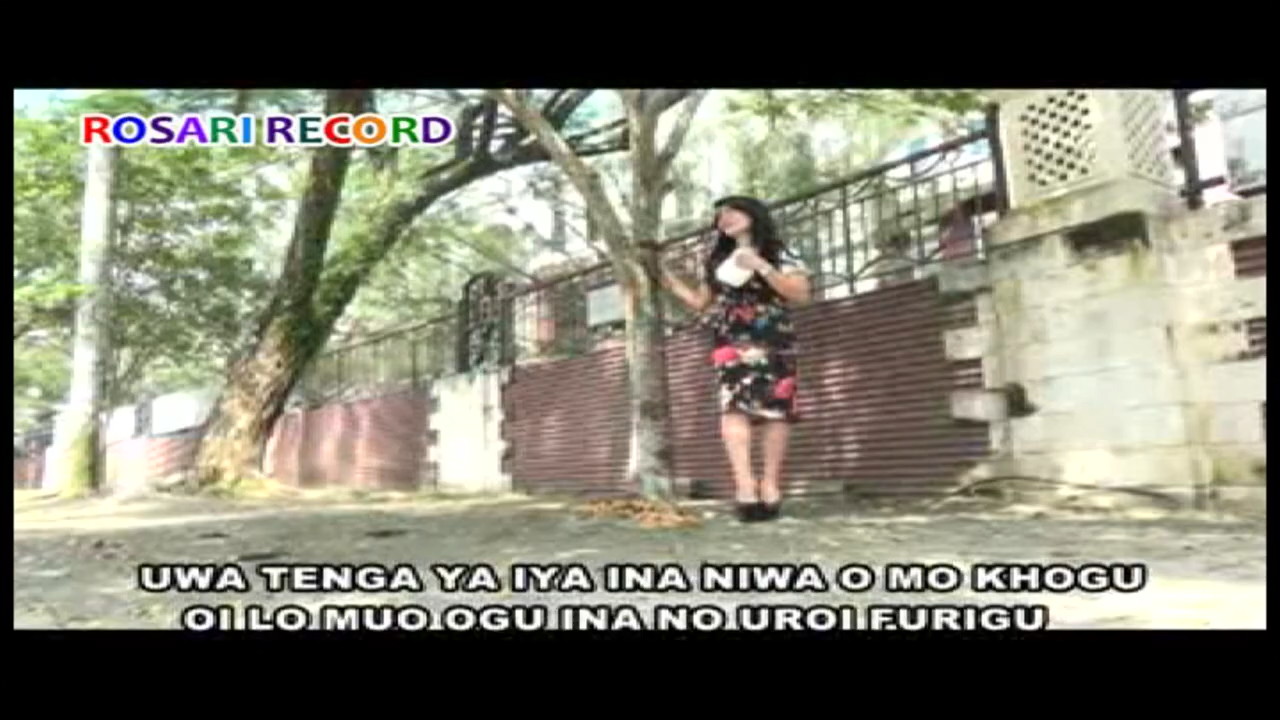 ROSARI RECORD
UWA TENGA YA IYA INA NIWA O MO KHOGU
OI LO MUO OGU INA NO UROI FURIGU